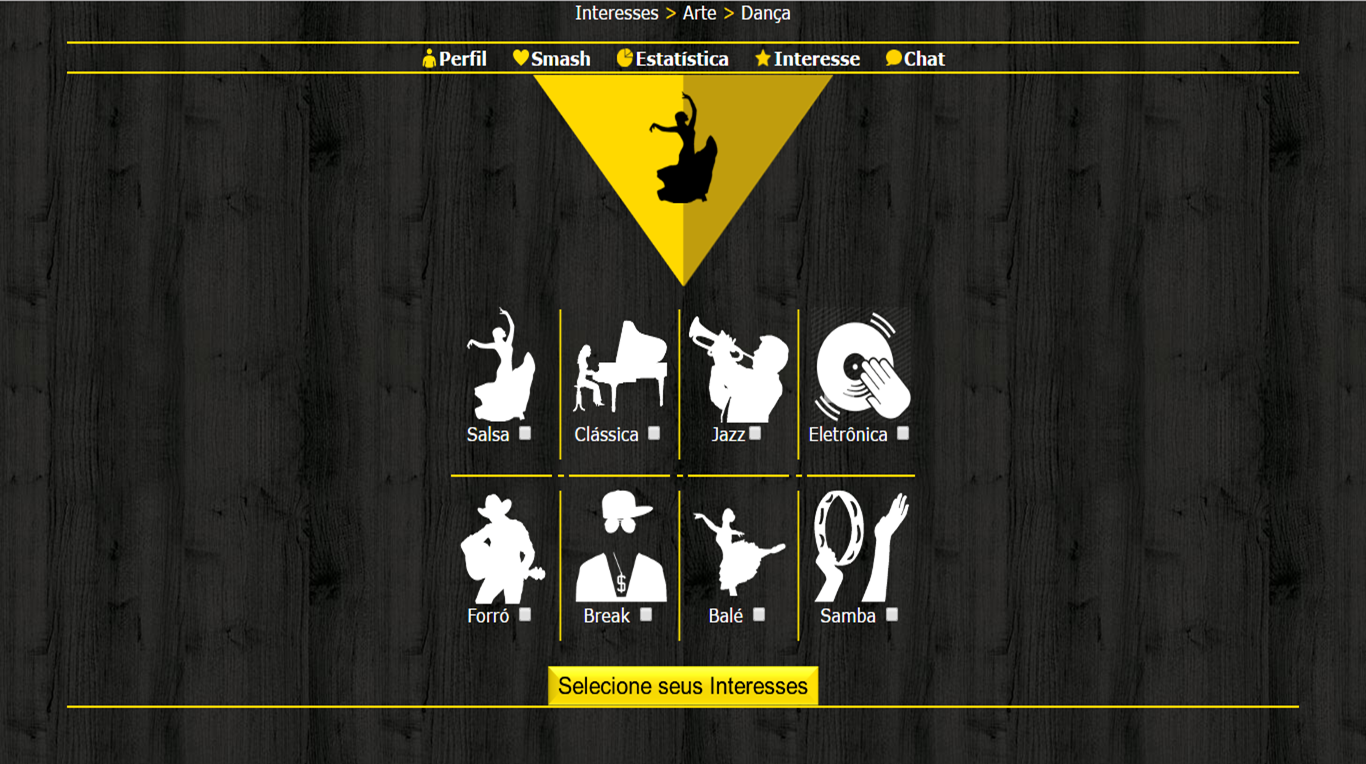 Interesses > Arte > Dança
Perfil Smash Estatística Interesse Chat
Salsa Clássica Jazz Eletrônica
$
Forró Break Balé Samba
Selecione seus Interesses